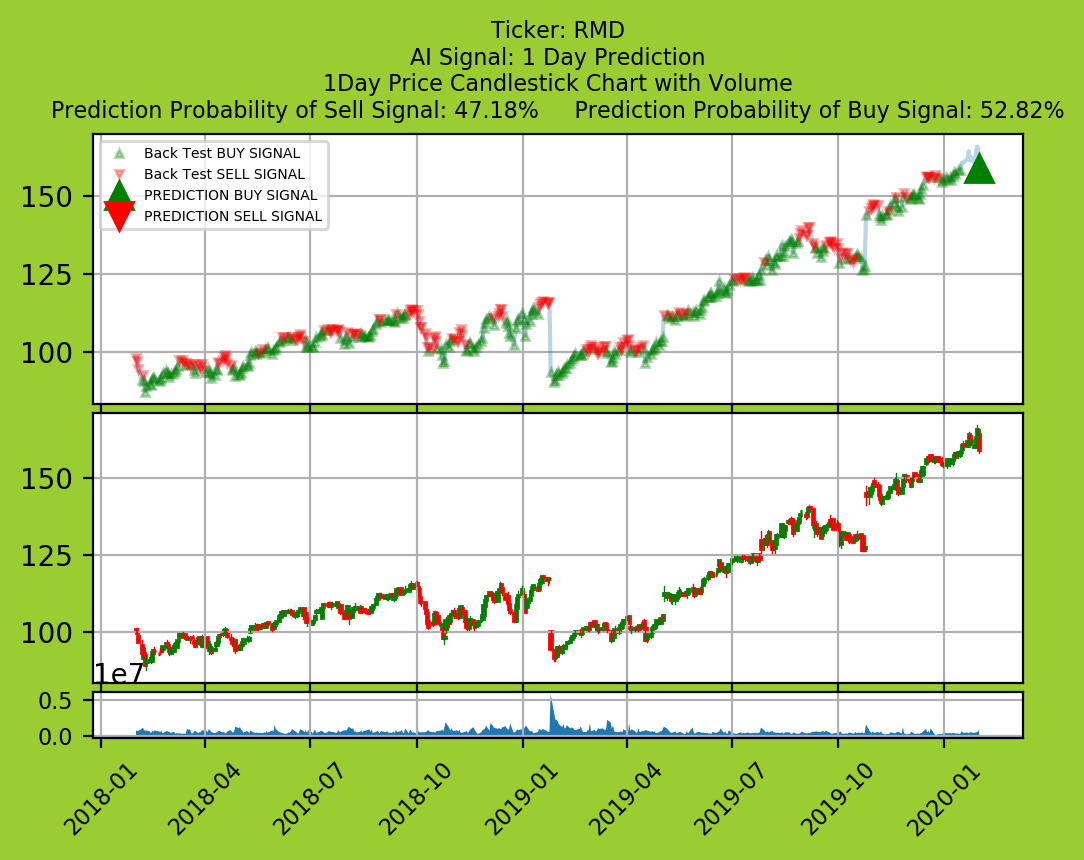 Ticker: RMD
AI Signal: 1 Day Prediction
1Day Price Candlestick Chart with Volume
Prediction Probability of Sell Signal: 47.18% Prediction Probability of Buy Signal: 52.82%
Back Test BUY SIGNAL
Back Test SELL SIGNAL
PREDICTION BUY SIGNAL
PREDICTION SELL SIGNAL
150
125
100
150
125
100
1e7
0.5
0.0
2018-01 2018-04 2018-07 2018-10 2019-01 2019-04 2019-07 2019-10 2020-01